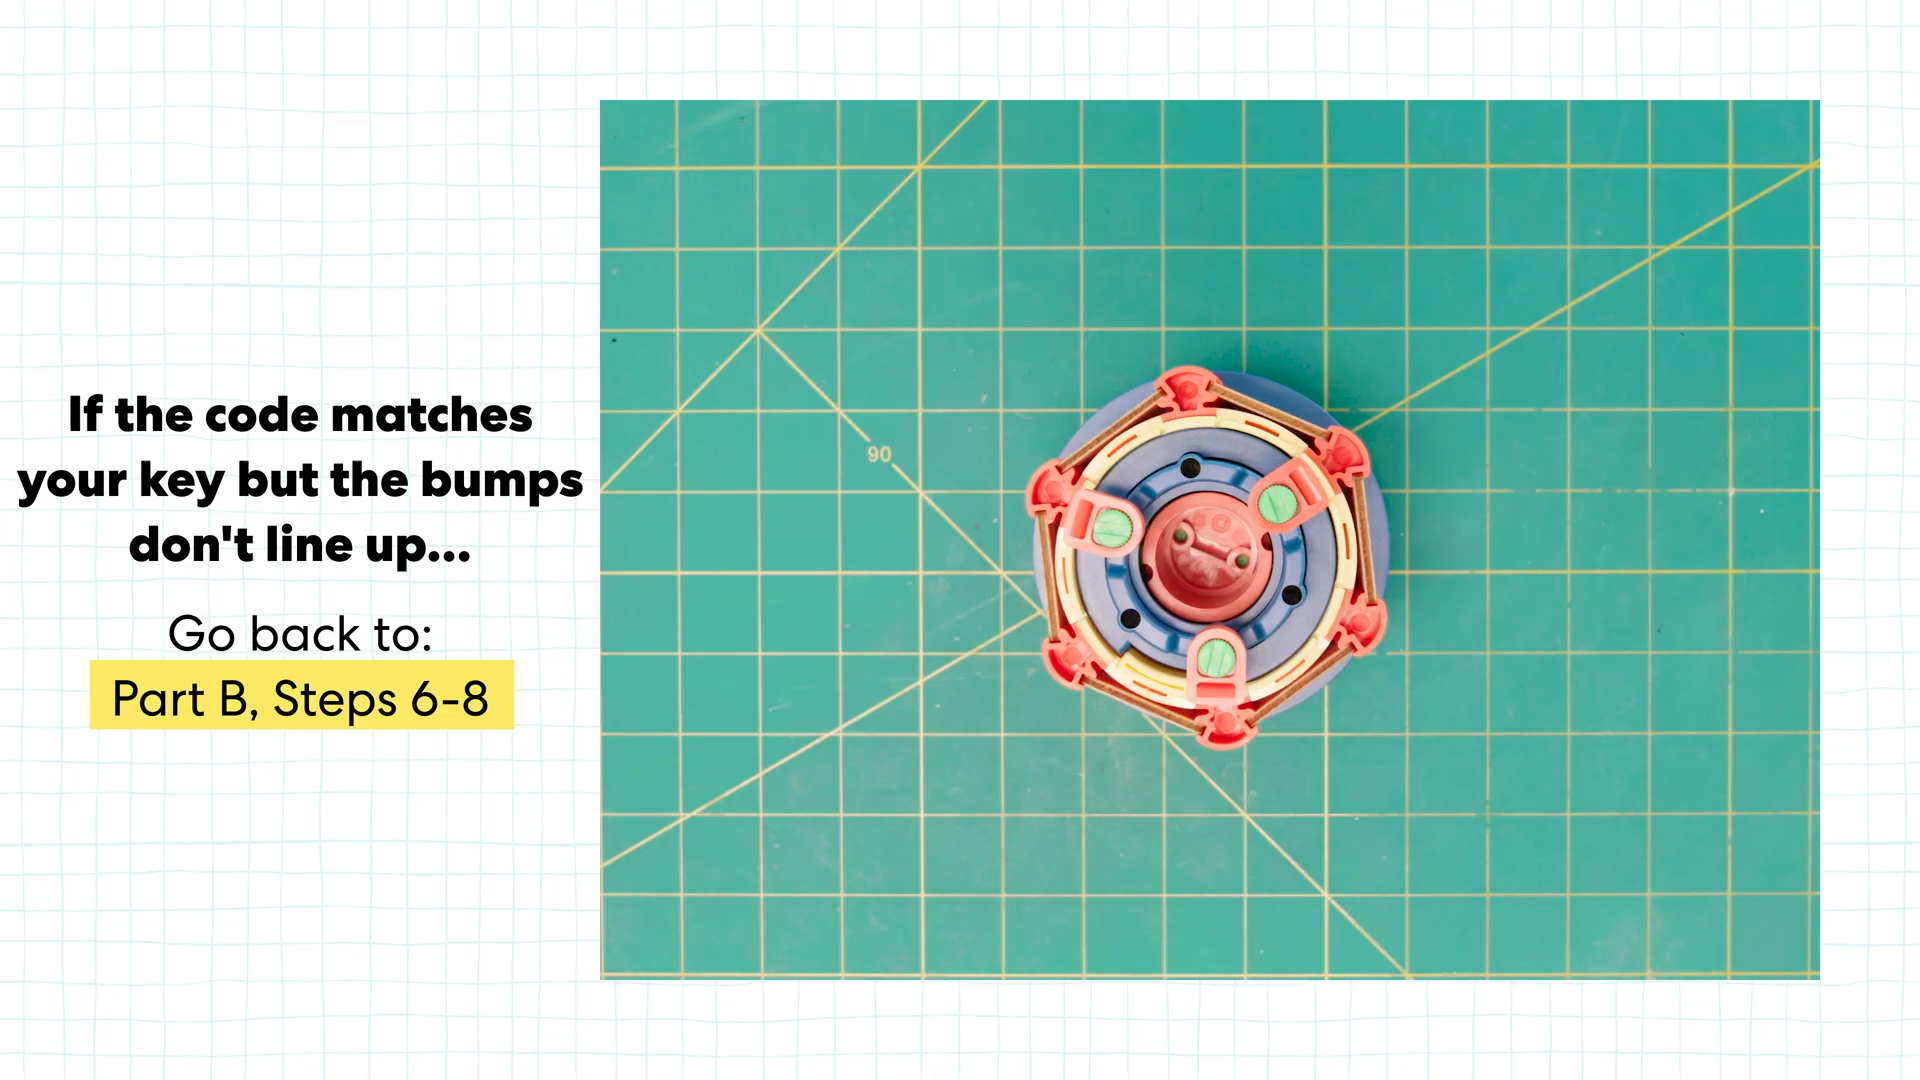 If the code matches
your key but the bumps
don't line up...
Go back to:
Part B, Steps 6-8
90